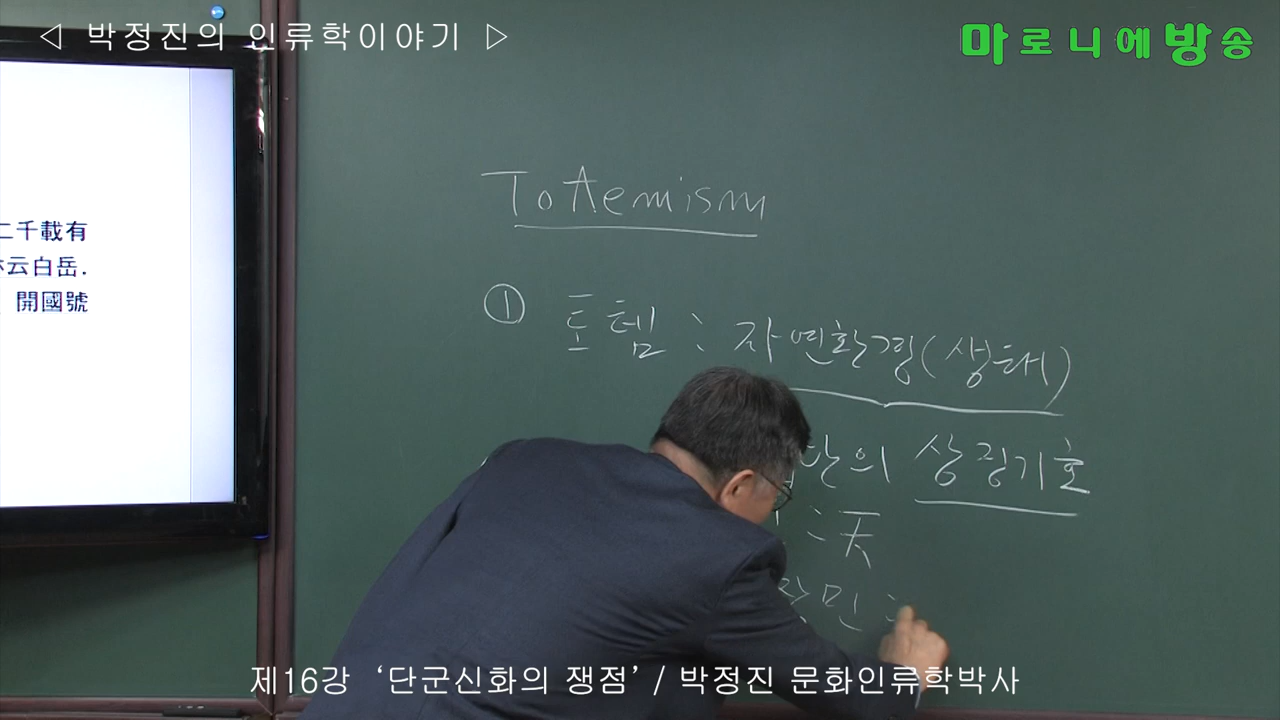 ◁ 박정진의 인류학이야기 ▷
마로니에방송
二千載有
云白岳.
開國號
Totemism
① 토템 : 자연환경(생태)
단의 상징기호
: 天
민 :
제16강 ‘단군신화의 쟁점’ / 박정진 문화인류학박사